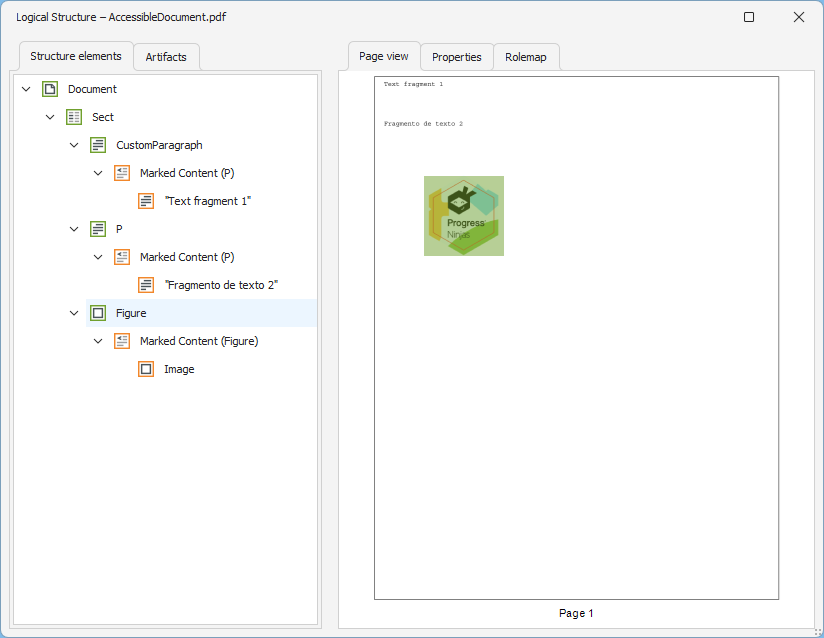 Logical Structure – AccessibleDocument.pdf
Structure elements
Artifacts
Document
Sect
CustomParagraph
Marked Content (P)
"Text fragment 1"
P
Marked Content (P)
"Fragmento de texto 2"
Figure
Marked Content (Figure)
Image
Page view
Properties
Rolemap
Text fragment 1
Fragmento de texto 2
Progress
Ninjas
Page 1